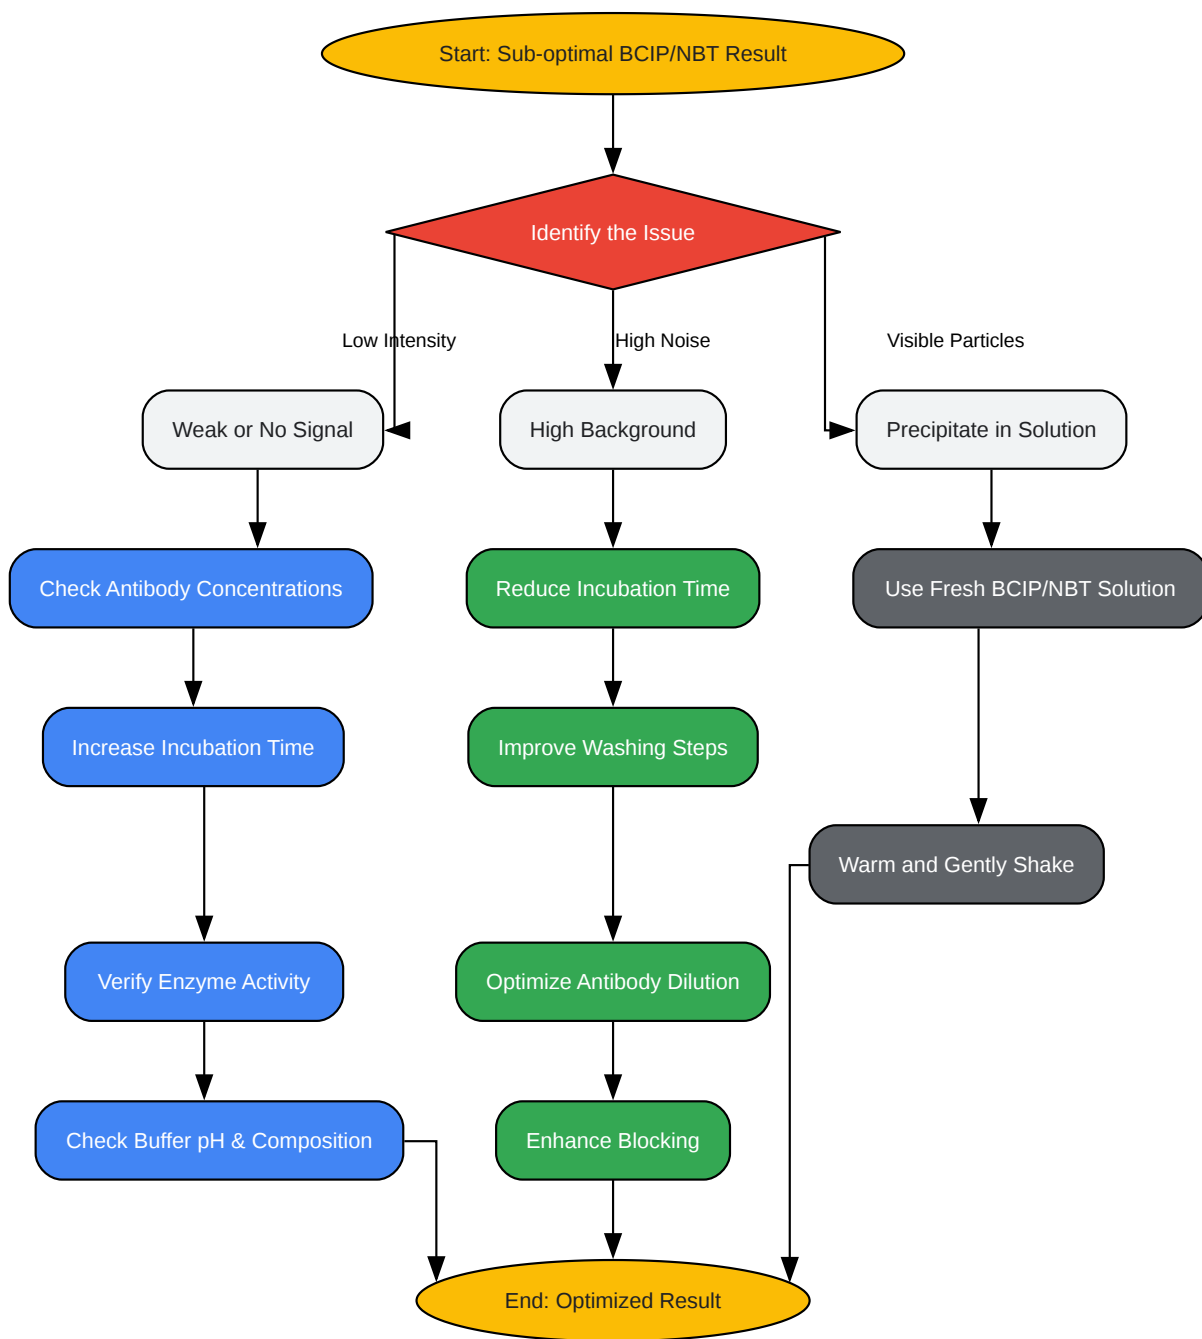 Start: Sub-optimal BCIP/NBT Result
Identify the Issue
Low Intensity
High Noise
Visible Particles
Weak or No Signal
High Background
Precipitate in Solution
Check Antibody Concentrations
Reduce Incubation Time
Use Fresh BCIP/NBT Solution
Increase Incubation Time
Improve Washing Steps
Warm and Gently Shake
Verify Enzyme Activity
Optimize Antibody Dilution
Check Buffer pH & Composition
Enhance Blocking
End: Optimized Result